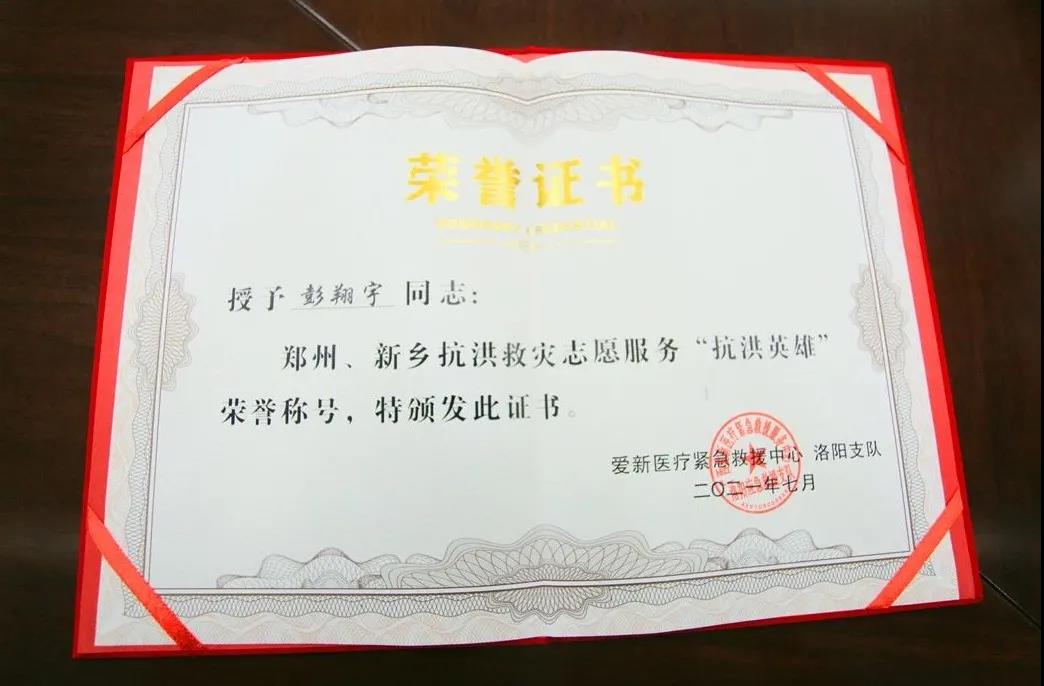 荣誉证书
授予 彭翔宇 同志：
郑州、新乡抗洪救灾志愿服务“抗洪英雄”
荣誉称号，特颁发此证书。
爱新医疗紧急救援中心 洛阳支队
二〇二一年七月